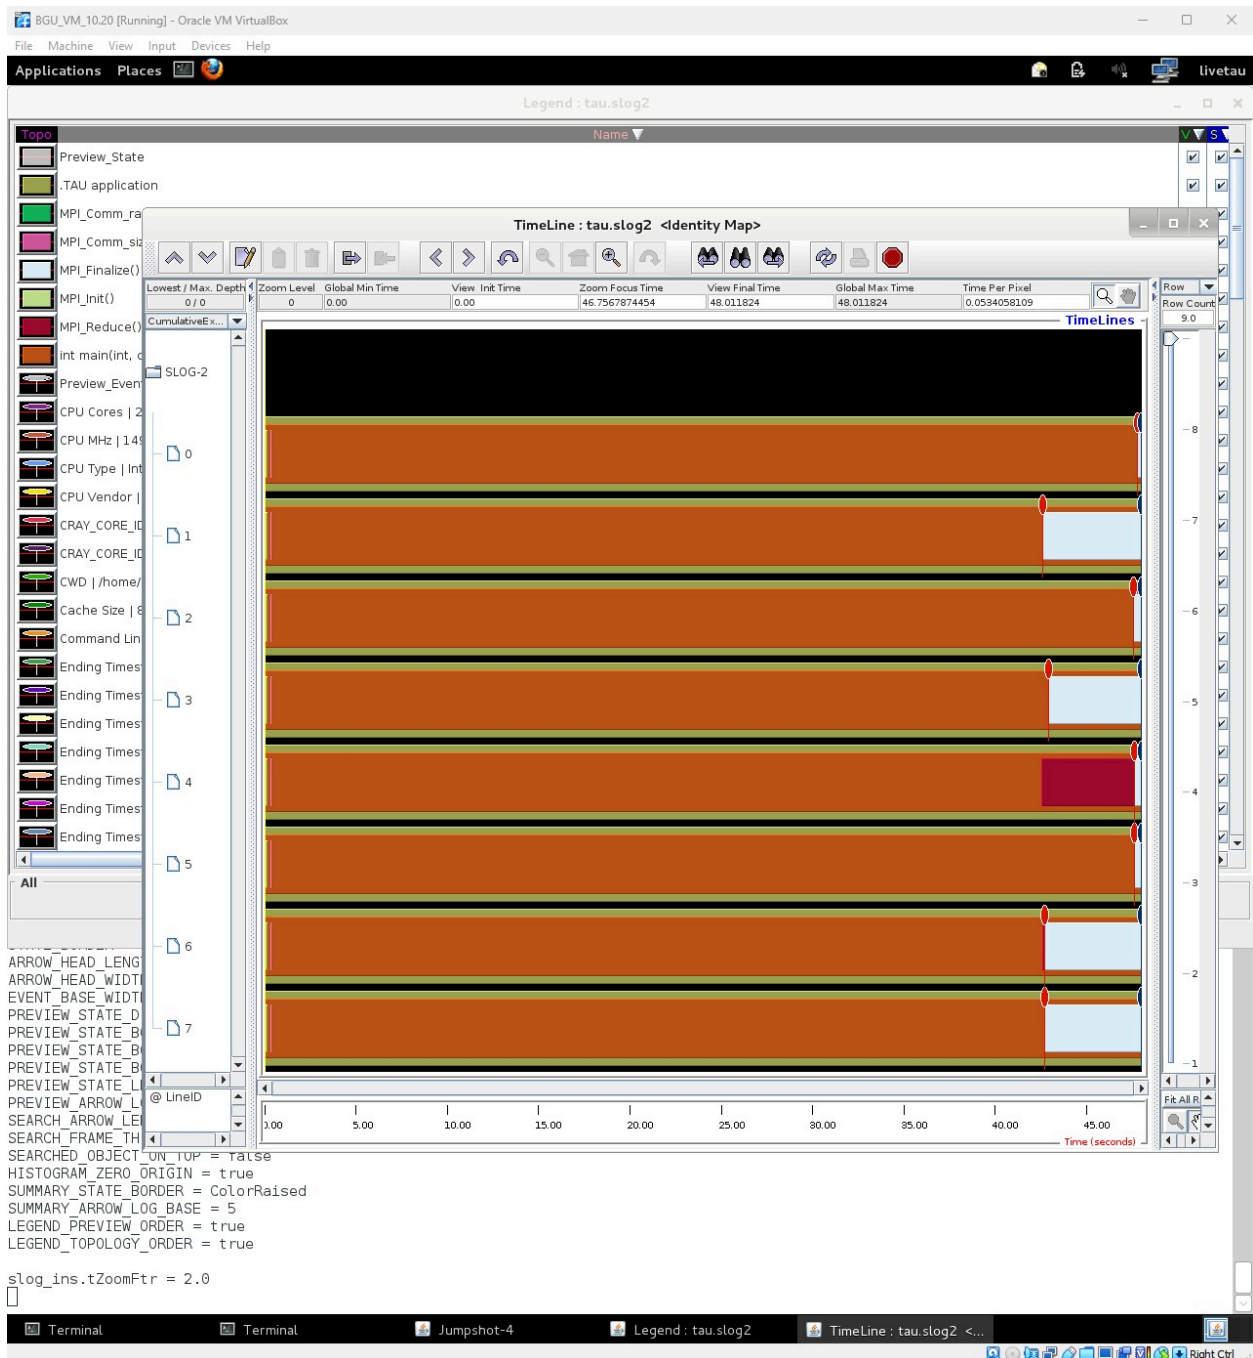 BGU_VM_10.20 [Running] - Oracle VM VirtualBox
File Machine View Input Devices Help
Applications Places livetau
Legend : tau.slog2
Topo Name V S
Preview_State
.TAU application
MPI_Comm_ra
MPI_Comm_siz
MPI_Finalize()
MPI_Init()
MPI_Reduce()
int main(int, c
Preview_Even
CPU Cores | 2
CPU MHz | 149
CPU Type | Int
CPU Vendor |
CRAY_CORE_ID
CRAY_CORE_ID
CWD | /home/
Cache Size | 8
Command Lin
Ending Times
Ending Times
Ending Times
Ending Times
Ending Times
Ending Times
Ending Times
All
TimeLine : tau.slog2 <Identity Map>
Lowest / Max. Depth Zoom Level Global Min Time View Init Time Zoom Focus Time View Final Time Global Max Time Time Per Pixel
0 / 0 0 0.00 0.00 46.7567874454 48.011824 48.011824 0.0534058109
Row
Row Count
9.0
CumulativeEx...
TimeLines
SLOG-2
0
1
2
3
4
5
6
7
8
7
6
5
4
3
2
1
@ LineID
Fit All R
0.00 5.00 10.00 15.00 20.00 25.00 30.00 35.00 40.00 45.00
Time (seconds)
ARROW_HEAD_LENG
ARROW_HEAD_WIDT
EVENT_BASE_WIDT
PREVIEW_STATE_D
PREVIEW_STATE_B
PREVIEW_STATE_B
PREVIEW_STATE_B
PREVIEW_STATE_L
PREVIEW_ARROW_L
SEARCH_ARROW_LE
SEARCH_FRAME_TH
SEARCHED_OBJECT_ON_TOP = false
HISTOGRAM_ZERO_ORIGIN = true
SUMMARY_STATE_BORDER = ColorRaised
SUMMARY_ARROW_LOG_BASE = 5
LEGEND_PREVIEW_ORDER = true
LEGEND_TOPOLOGY_ORDER = true
slog_ins.tZoomFtr = 2.0
Terminal Terminal Jumpshot-4 Legend : tau.slog2 TimeLine : tau.slog2 <...
Right Ctrl